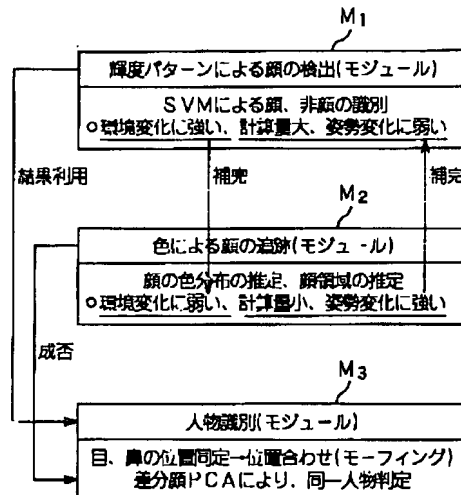 M1
輝度パターンによる顔の検出(モジュール)
SVMによる顔、非顔の識別
○環境変化に強い、計算量大、姿勢変化に弱い
結果利用
補完
補完
M2
色による顔の追跡(モジュール)
顔の色分布の推定、顔領域の推定
○環境変化に弱い、計算量小、姿勢変化に強い
成否
M3
人物識別(モジュール)
目、鼻の位置同定→位置合わせ(モーフィング)
差分顔PCAにより、同一人物判定